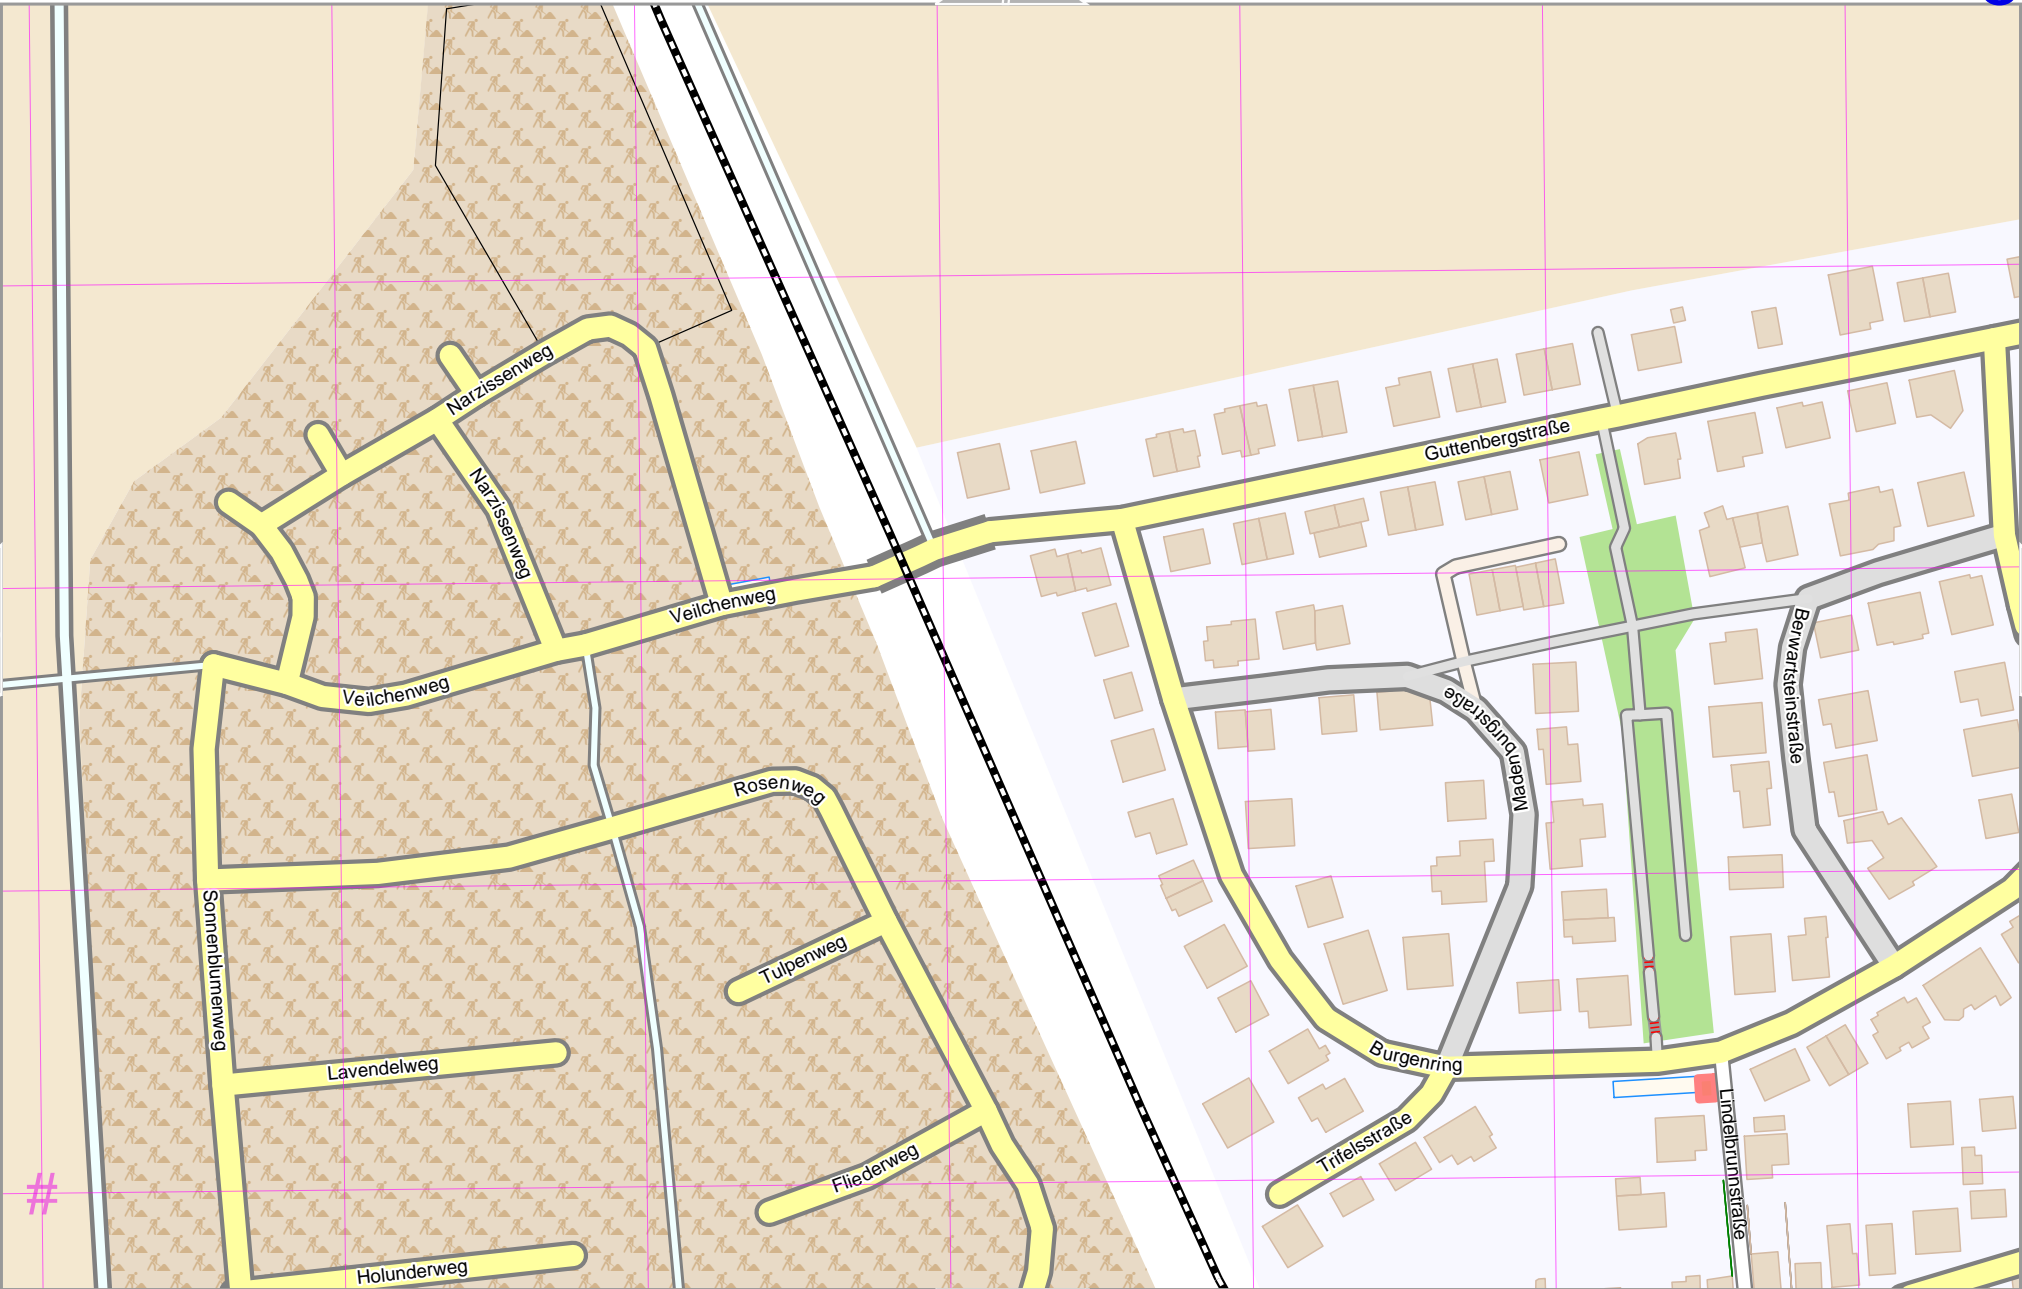 Narzissenweg
Guttenbergstraße
Narzissenweg
Veilchenweg
Veilchenweg
Berwartsteinstraße
Madenburgstraße
Rosenweg
Sonnenblumenweg
Tulpenweg
Lavendelweg
Burgenring
Trifelsstraße
Lindelbrunnstraße
Fliederweg
#
Holunderweg